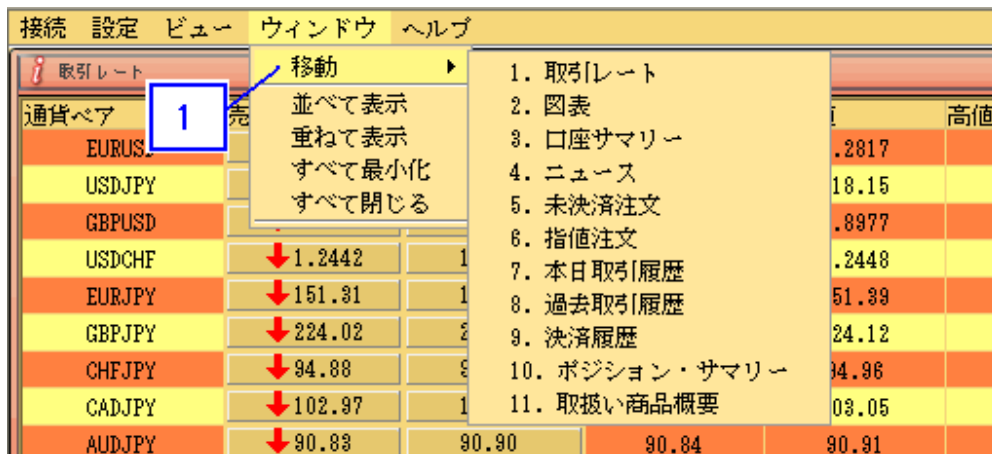 接続 設定 ビュー ウィンドウ ヘルプ
取引レート
移動
並べて表示
重ねて表示
すべて最小化
すべて閉じる
1
1. 取引レート
2. 図表
3. 口座サマリー
4. ニュース
5. 未決済注文
6. 指値注文
7. 本日取引履歴
8. 過去取引履歴
9. 決済履歴
10. ポジション・サマリー
11. 取扱い商品概要
通貨ペア 売 高値
EURUSD .2817
USDJPY 18.15
GBPUSD .8977
USDCHF 1.2442 1 .2448
EURJPY 151.31 1 51.39
GBPJPY 224.02 2 24.12
CHFJPY 94.88 94.96
CADJPY 102.97 1 03.05
AUDJPY 90.83 90.90 90.84 90.91